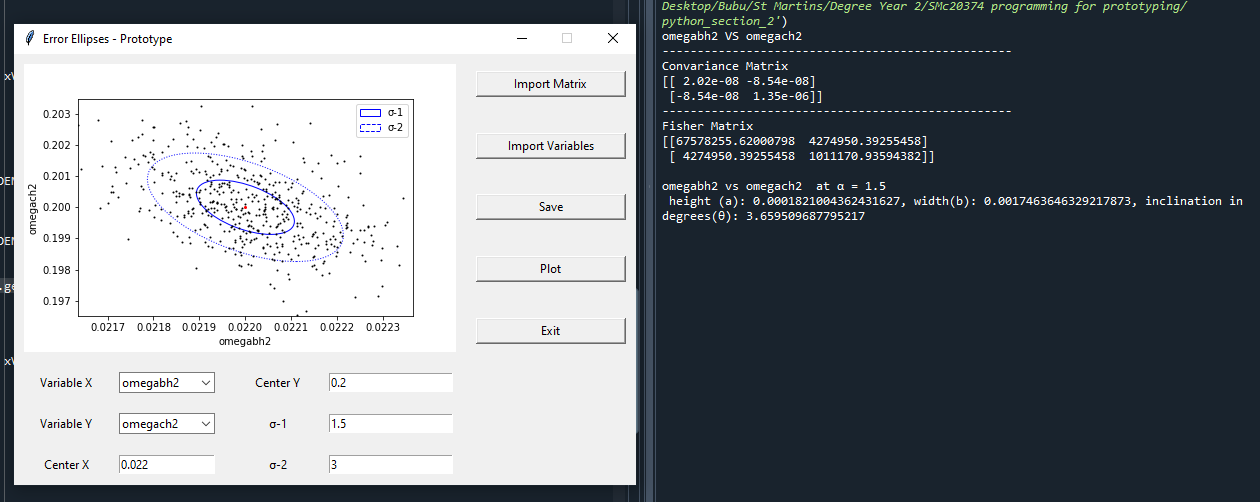 Error Ellipses - Prototype
σ-1
σ-2
0.203
0.202
0.201
0.200
0.199
0.198
0.197
omegach2
0.0217 0.0218 0.0219 0.0220 0.0221 0.0222 0.0223
omegabh2
Import Matrix
Import Variables
Save
Plot
Exit
Variable X omegabh2 Center Y 0.2
Variable Y omegach2 σ-1 1.5
Center X 0.022 σ-2 3
Desktop/Bubu/St Martins/Degree Year 2/SMc20374 programming for prototyping/
python_section_2')
omegabh2 VS omegach2
------------------------------------------------
Convariance Matrix
[[ 2.02e-08 -8.54e-08]
[-8.54e-08 1.35e-06]]
------------------------------------------------
Fisher Matrix
[[67578255.62000798 4274950.39255458]
[ 4274950.39255458 1011170.93594382]]
omegabh2 vs omegach2 at α = 1.5
height (a): 0.0001821004362431627, width(b): 0.0017463646329217873, inclination in
degrees(θ): 3.659509687795217